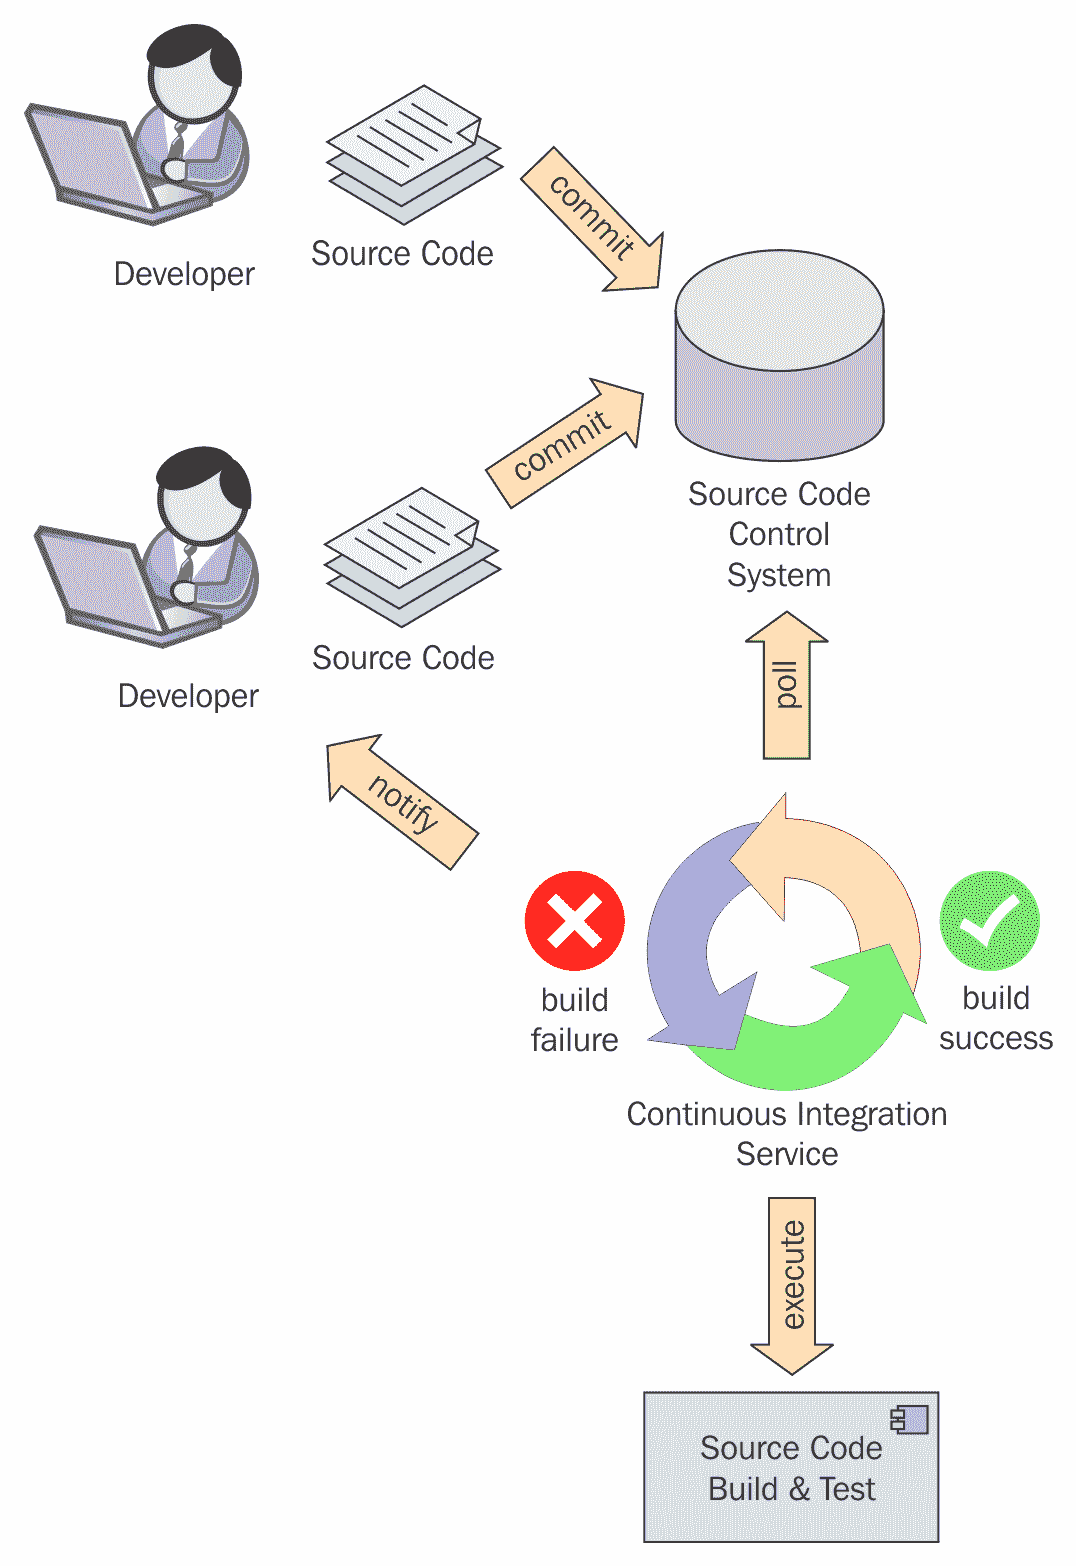 commit
Source Code
Developer
commit
Source Code
Control
System
Source Code
Developer
poll
notify
build
failure
build
success
Continuous Integration
Service
execute
Source Code
Build & Test